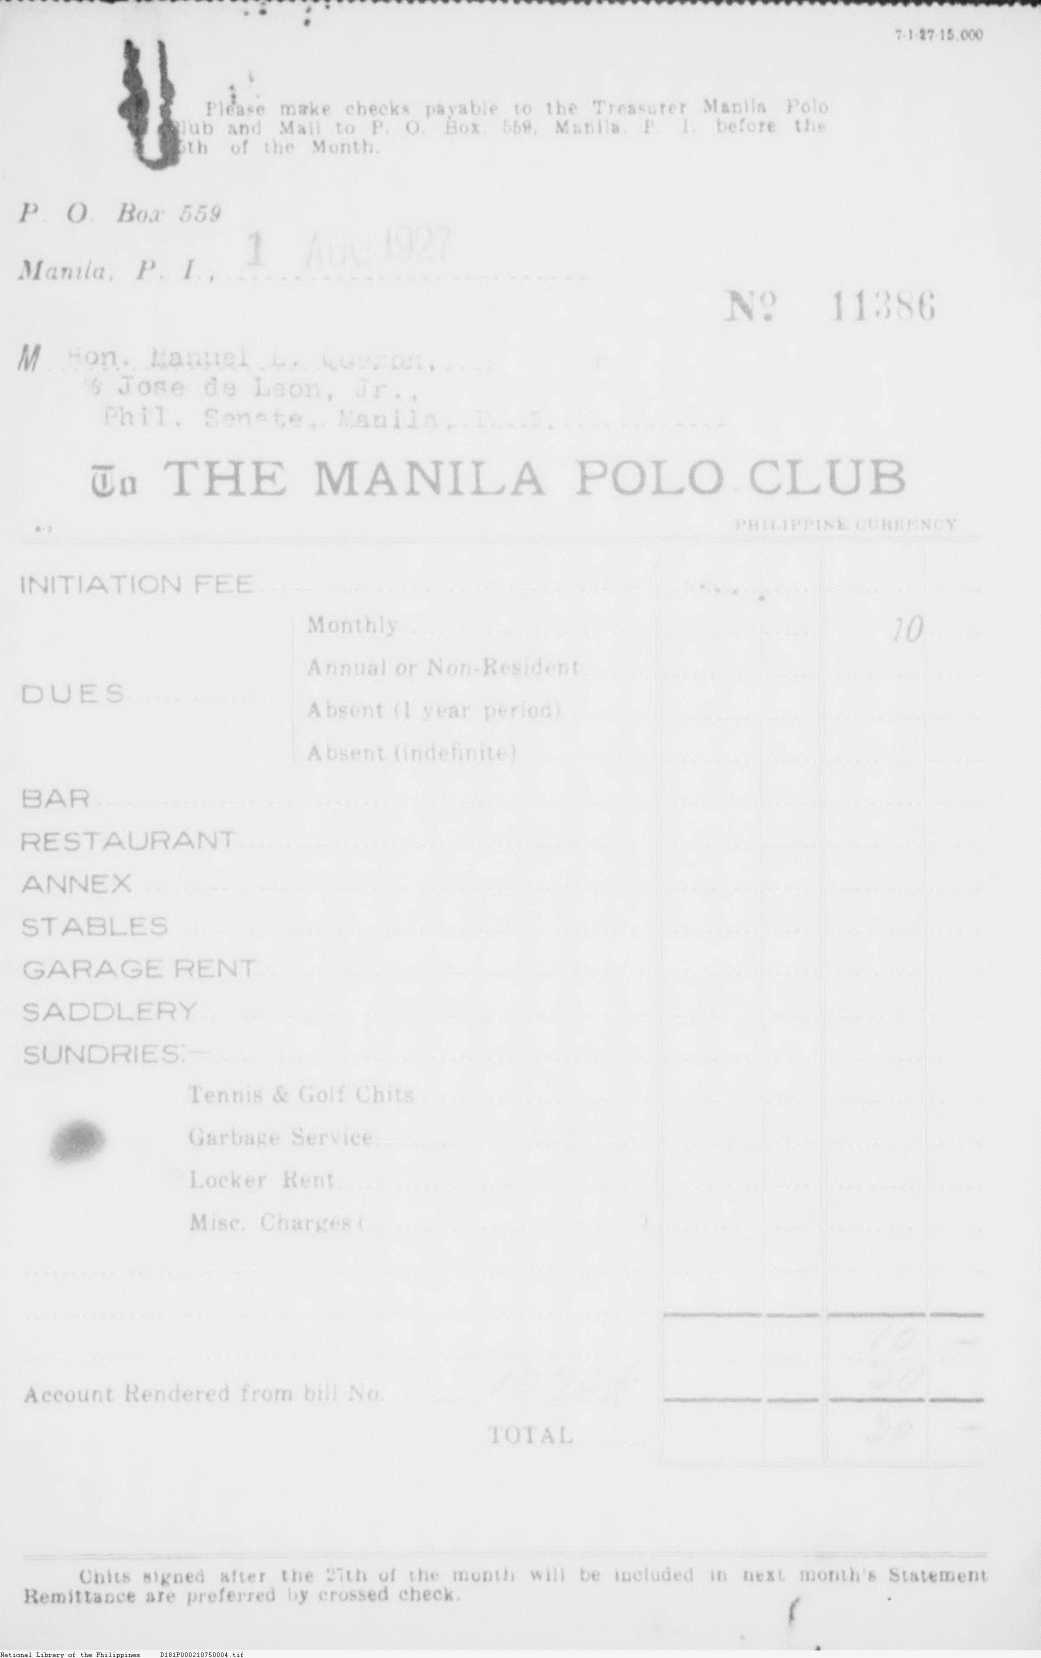 7-1-27-15,000
Please make checks payable to the Treasurer Manila Polo
Club and Mail to P. O. Box 559, Manila, P. I. before the
th of the Month.
P. O. Box 559
Manila, P. I., 1 Aug 1927
Nº 11386
M Hon. Manuel L. Quezon,
% Jose de Leon, Jr.,
Phil. Senate, Manila, P. I.
To THE MANILA POLO CLUB
PHILIPPINE CURRENCY
INITIATION FEE
Monthly 10
Annual or Non-Resident
DUES
Absent (1 year period)
Absent (indefinite)
BAR
RESTAURANT
ANNEX
STABLES
GARAGE RENT
SADDLERY
SUNDRIES:—
Tennis & Golf Chits
Garbage Service
Locker Rent
Misc. Charges ( )
10 —
Account Rendered from bill No. 20
TOTAL 30 —
Chits signed after the 27th of the month will be included in next month's Statement
Remittance are preferred by crossed check.
National Library of the Philippines D181P000210750004.tif